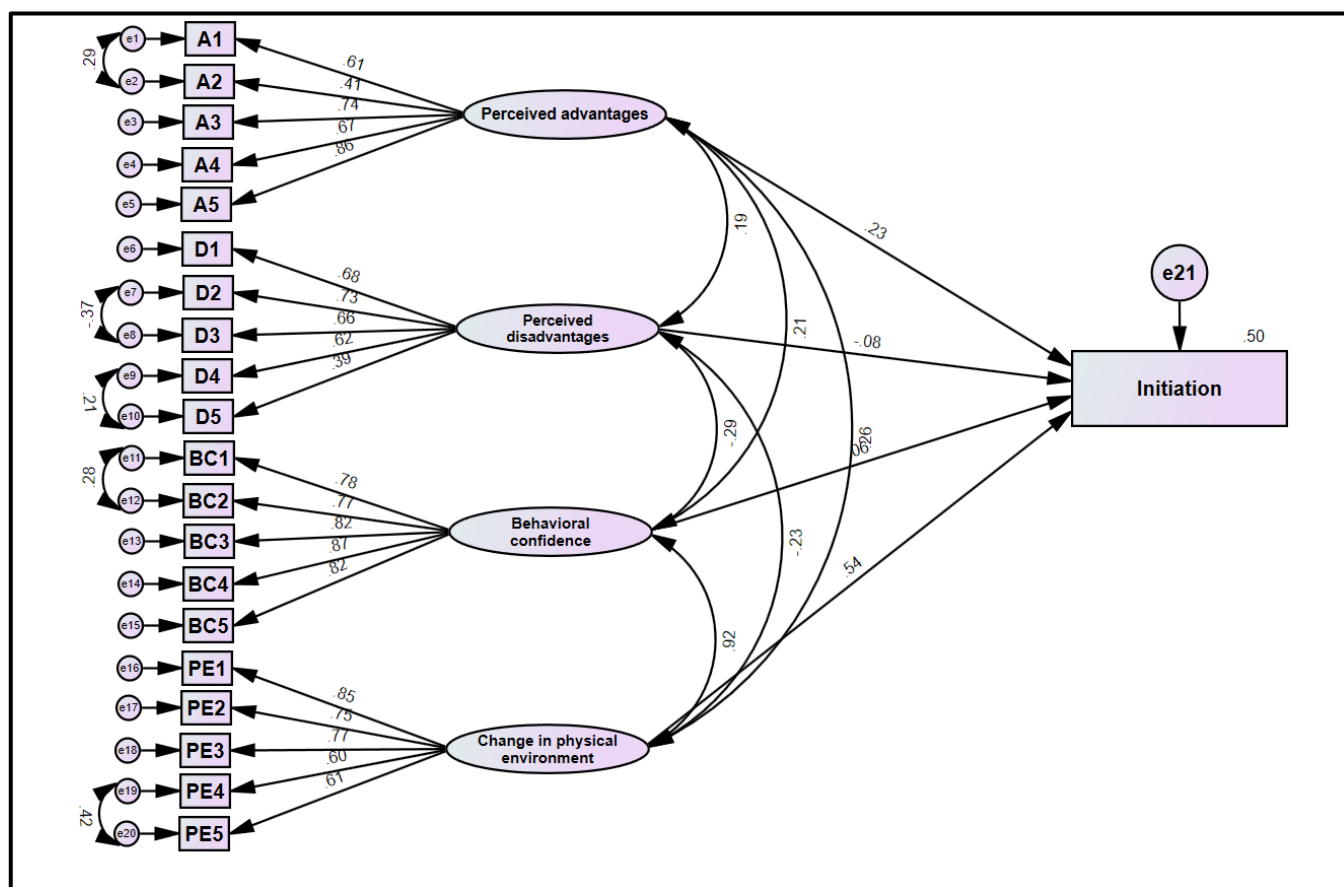 e1
A1
.29
e2
A2
e3
A3
e4
A4
e5
A5
.61
.41
.74
.67
.86
Perceived advantages
e6
D1
e7
D2
-.37
e8
D3
e9
D4
.21
e10
D5
.68
.73
.66
.62
.39
Perceived
disadvantages
e11
BC1
.28
e12
BC2
e13
BC3
e14
BC4
e15
BC5
.78
.77
.82
.87
.82
Behavioral
confidence
e16
PE1
e17
PE2
e18
PE3
e19
PE4
.42
e20
PE5
.85
.75
.77
.60
.61
Change in physical
environment
.19
.21
.26
-.29
-.23
.92
.23
-.08
.06
.54
e21
.50
Initiation